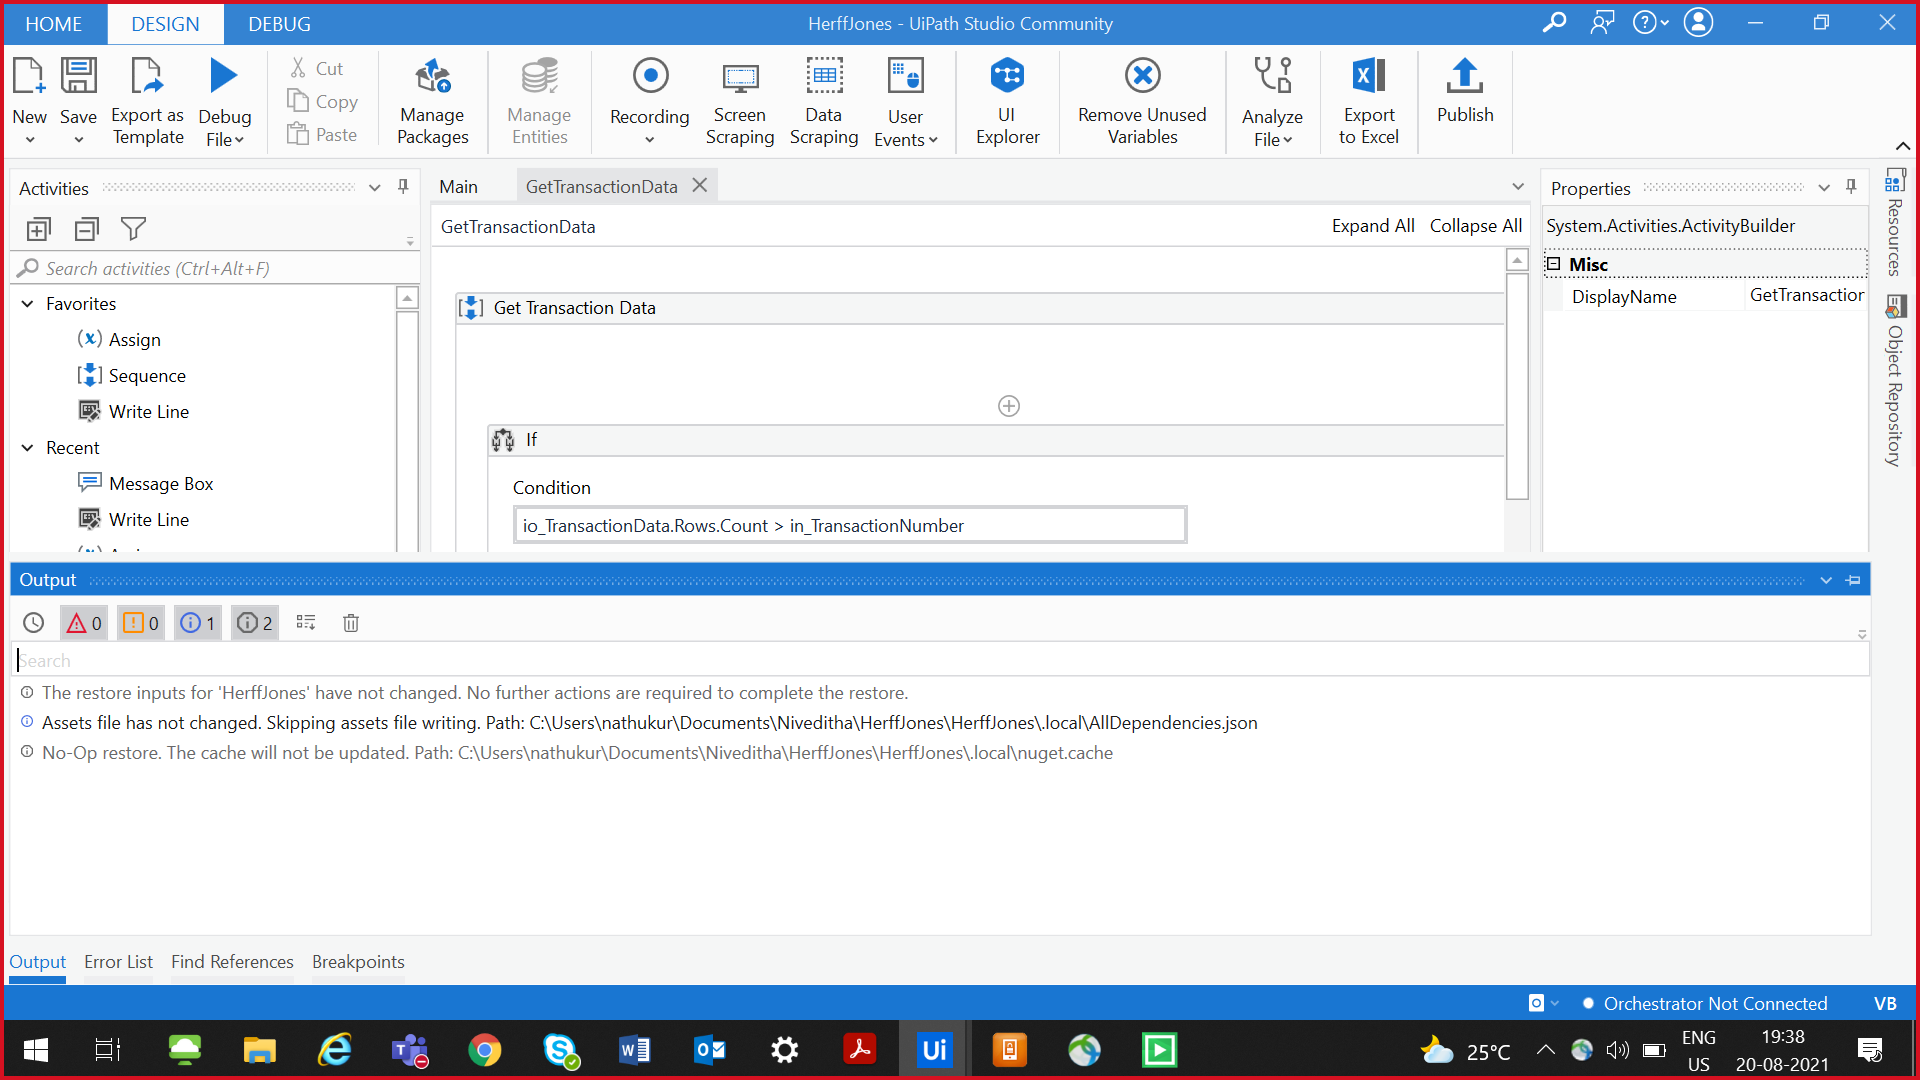 HOME
DESIGN
DEBUG
HerffJones - UiPath Studio Community
New
Save
Export as
Template
Debug
File
Cut
Copy
Paste
Manage
Packages
Manage
Entities
Recording
Screen
Scraping
Data
Scraping
User
Events
UI
Explorer
Remove Unused
Variables
Analyze
File
Export
to Excel
Publish
Activities
Search activities (Ctrl+Alt+F)
Favorites
Assign
Sequence
Write Line
Recent
Message Box
Write Line
Main
GetTransactionData
GetTransactionData
Expand All
Collapse All
Get Transaction Data
If
Condition
io_TransactionData.Rows.Count > in_TransactionNumber
Properties
System.Activities.ActivityBuilder
Misc
DisplayName
GetTransaction
Resources
Object Repository
Output
0
0
1
2
Search
The restore inputs for 'HerffJones' have not changed. No further actions are required to complete the restore.
Assets file has not changed. Skipping assets file writing. Path: C:\Users\nathukur\Documents\Niveditha\HerffJones\HerffJones\.local\AllDependencies.json
No-Op restore. The cache will not be updated. Path: C:\Users\nathukur\Documents\Niveditha\HerffJones\HerffJones\.local\nuget.cache
Output
Error List
Find References
Breakpoints
Orchestrator Not Connected
VB
Ui
25°C
ENG
US
19:38
20-08-2021